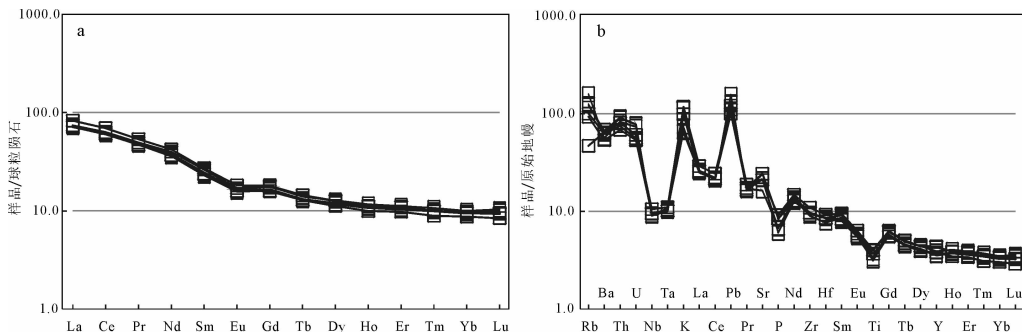 a
样品/球粒陨石
1000.0
100.0
10.0
1.0
La Ce Pr Nd Sm Eu Gd Tb Dy Ho Er Tm Yb Lu
b
样品/原始地幔
1000.0
100.0
10.0
1.0
Ba U Ta La Pb Sr Nd Hf Eu Gd Dy Ho Tm Lu
Rb Th Nb K Ce Pr P Zr Sm Ti Tb Y Er Yb